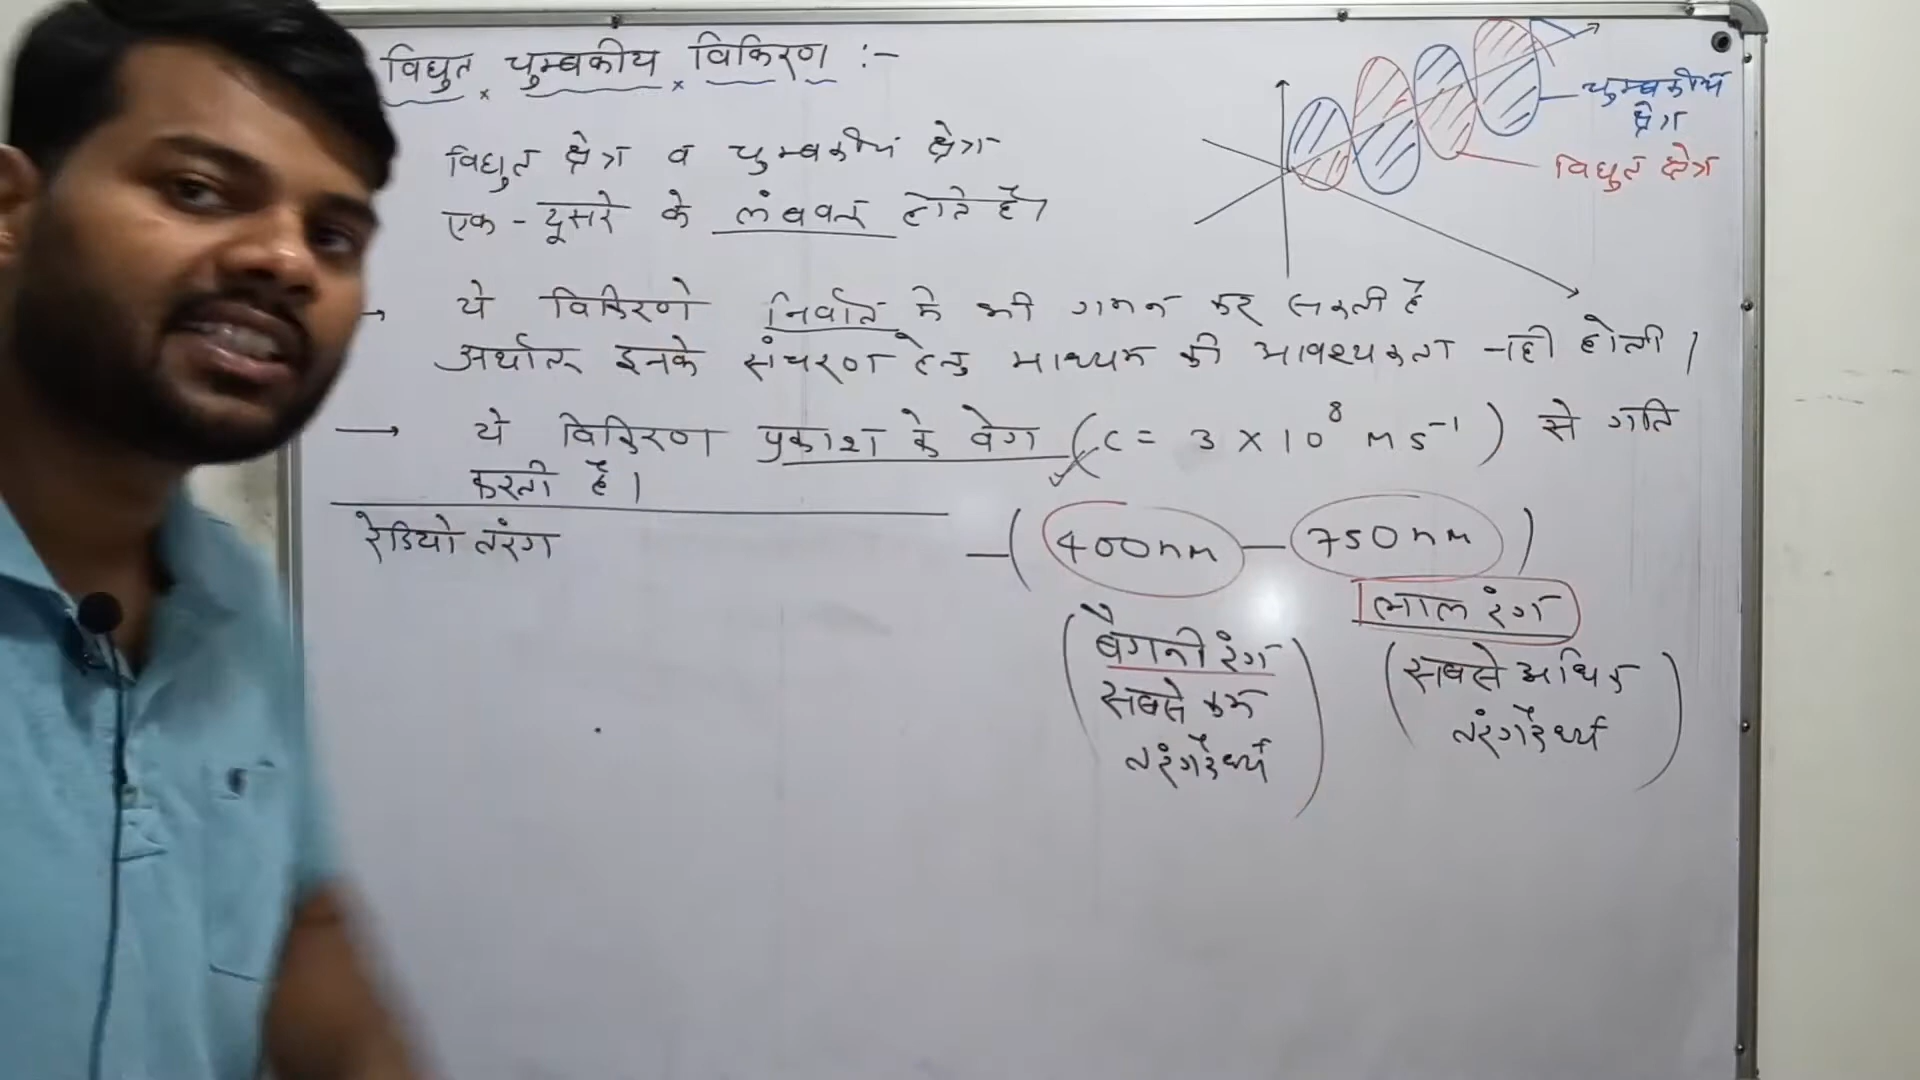 विद्युत चुम्बकीय विकिरण :-
विद्युत क्षेत्र व चुम्बकीय क्षेत्र
एक - दूसरे के लंबवत होते है।
चुम्बकीय
क्षेत्र
विद्युत क्षेत्र
→ ये विकिरणे निर्वात मे भी गमन कर सकती है
अर्थात इनके संचरण हेतु माध्यम की आवश्यकता नही होती।
→ ये विकिरण प्रकाश के वेग (c = 3 × 10⁸ m s⁻¹) से गति
करती है।
रेडियो तरंग
– (400nm – 750nm)
(बैगनी रंग
सबसे कम
तरंगदैर्ध्य)
लाल रंग
(सबसे अधिक
तरंगदैर्ध्य)